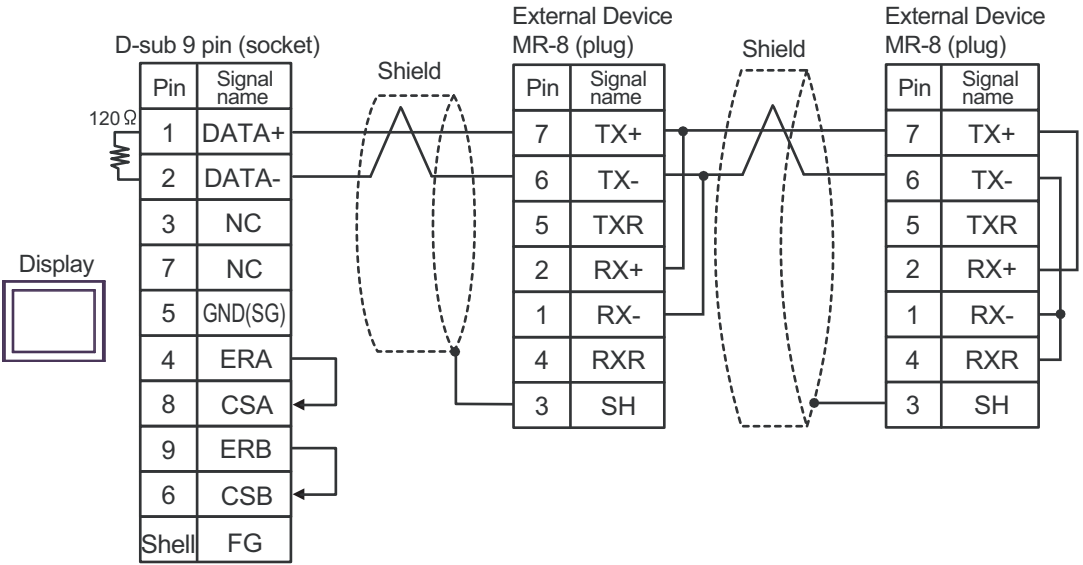 External Device
External Device
D-sub 9 pin (socket)
MR-8 (plug)
MR-8 (plug)
Shield
Shield
Pin Signal name
1 DATA+
2 DATA-
3 NC
7 NC
5 GND(SG)
4 ERA
8 CSA
9 ERB
6 CSB
Shell FG
120Ω
Display
Pin Signal name
7 TX+
6 TX-
5 TXR
2 RX+
1 RX-
4 RXR
3 SH
Pin Signal name
7 TX+
6 TX-
5 TXR
2 RX+
1 RX-
4 RXR
3 SH